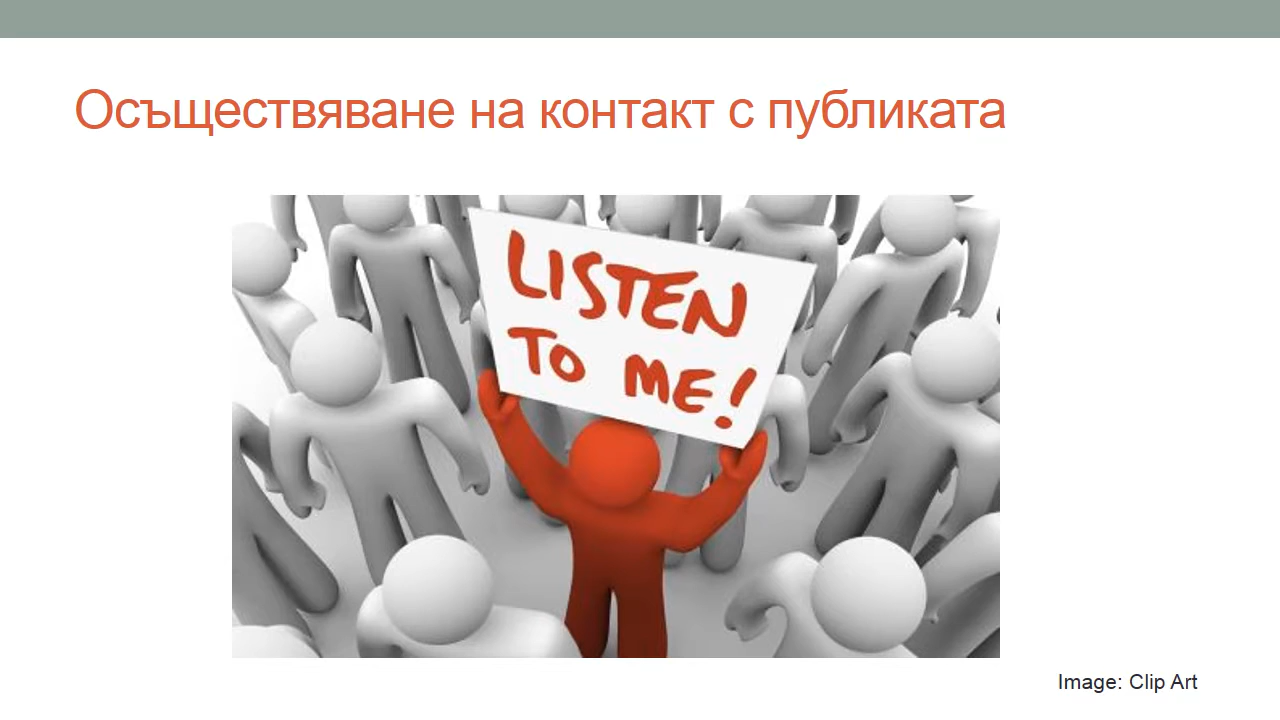 Осъществяване на контакт с публиката
LISTEN
TO ME!
Image: Clip Art